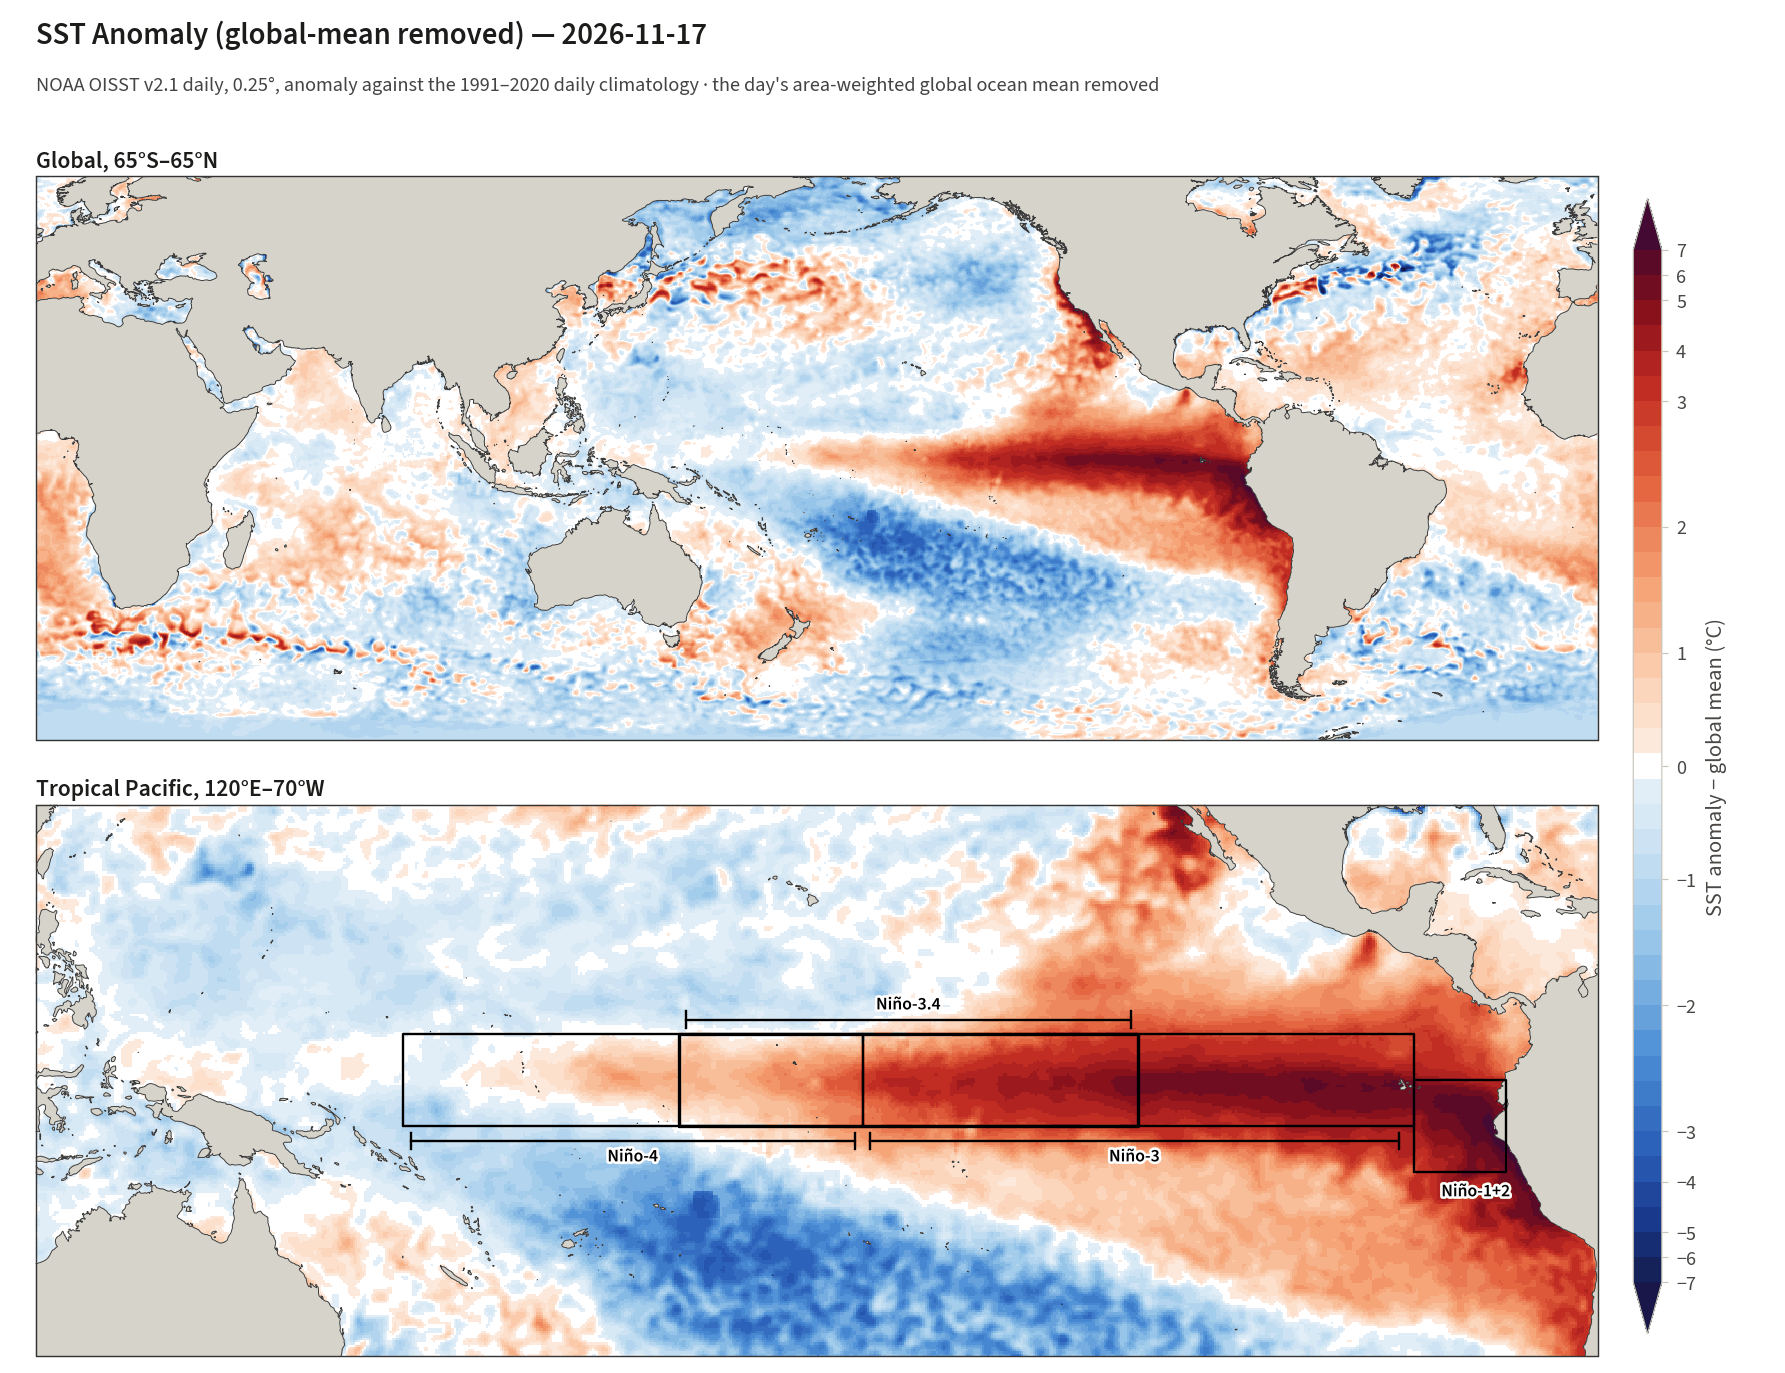 SST Anomaly (global-mean removed) — 2026-11-17
NOAA OISST v2.1 daily, 0.25°, anomaly against the 1991–2020 daily climatology · the day's area-weighted global ocean mean removed
Global, 65°S–65°N
7
6
5
4
3
2
1
0
−1
−2
−3
−4
−5
−6
−7
SST anomaly − global mean (°C)
Tropical Pacific, 120°E–70°W
Niño-3.4
Niño-4
Niño-3
Niño-1+2